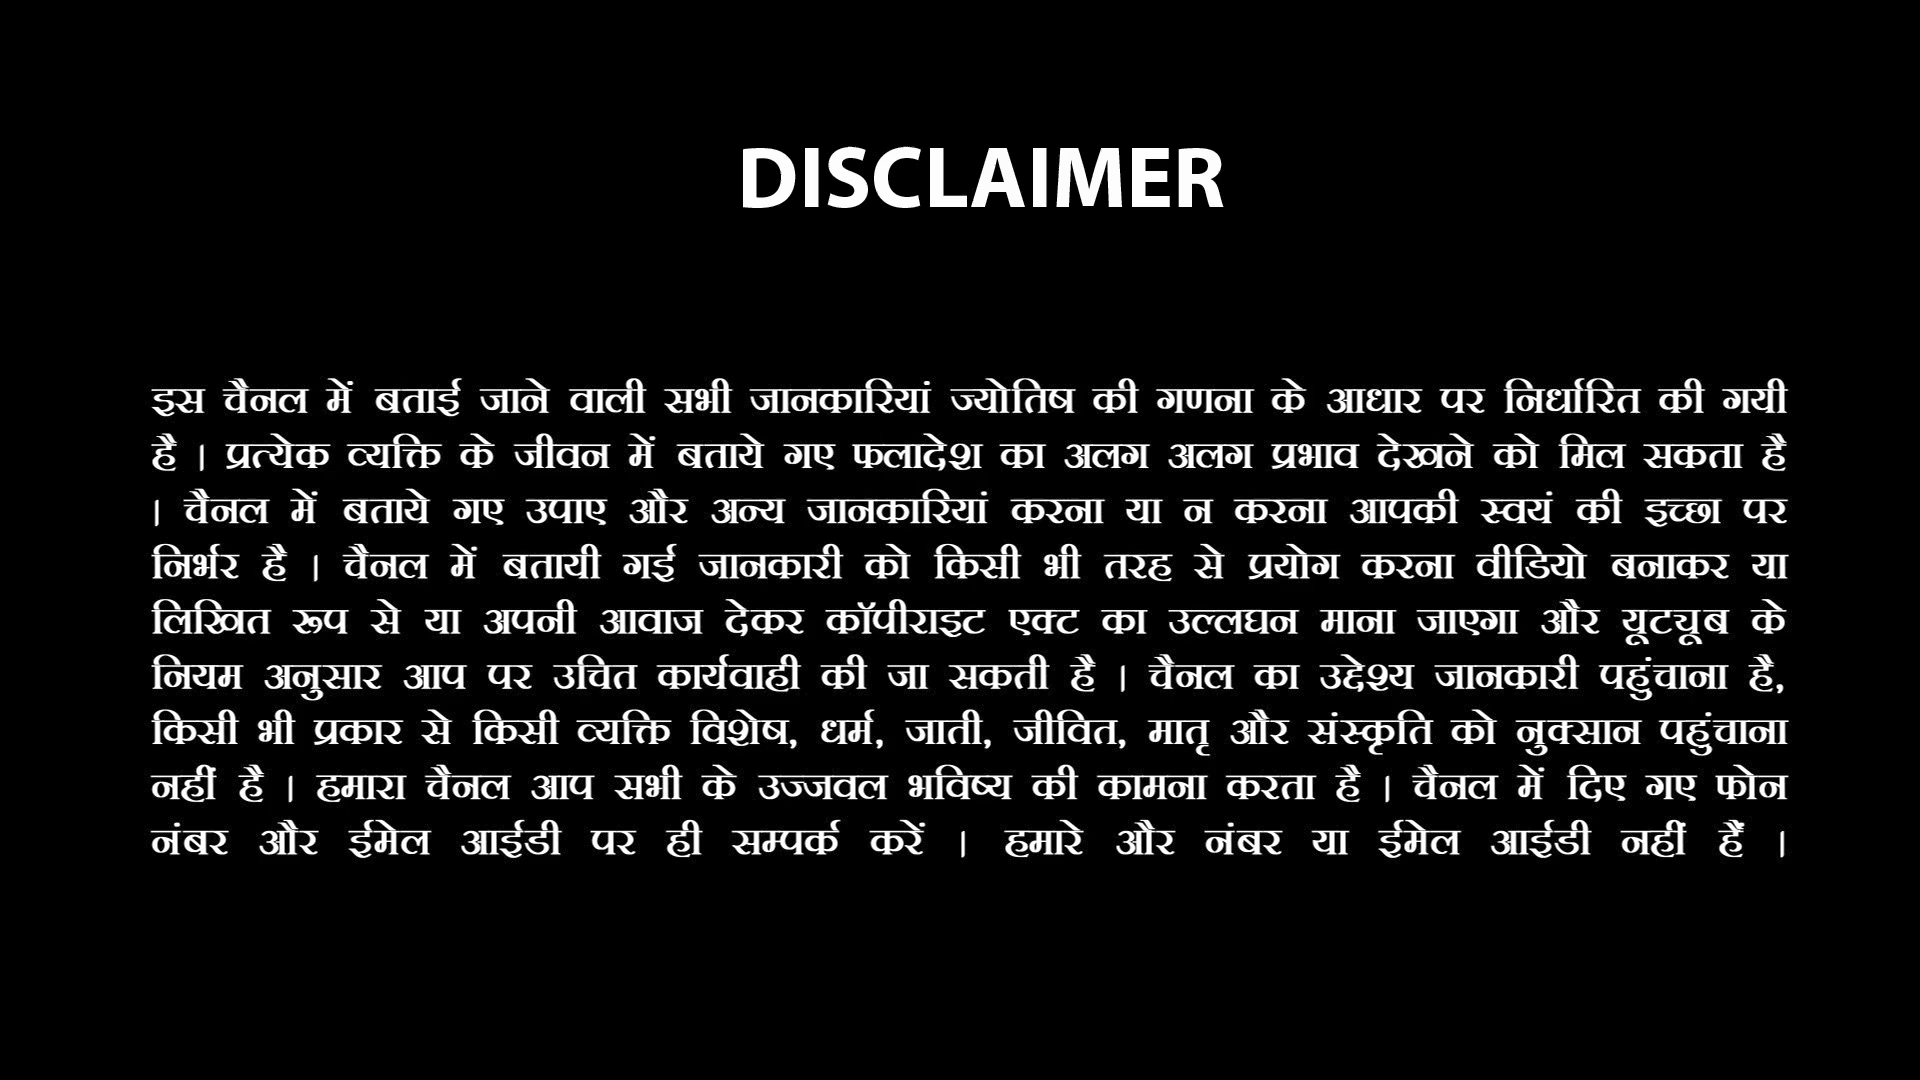 DISCLAIMER
इस चैनल में बताई जाने वाली सभी जानकारियां ज्योतिष की गणना के आधार पर निर्धारित की गयी
है । प्रत्येक व्यक्ति के जीवन में बताये गए फलादेश का अलग अलग प्रभाव देखने को मिल सकता है
। चैनल में बताये गए उपाए और अन्य जानकारियां करना या न करना आपकी स्वयं की इच्छा पर
निर्भर है । चैनल में बतायी गई जानकारी को किसी भी तरह से प्रयोग करना वीडियो बनाकर या
लिखित रूप से या अपनी आवाज देकर कॉपीराइट एक्ट का उल्लघन माना जाएगा और यूट्यूब के
नियम अनुसार आप पर उचित कार्यवाही की जा सकती है । चैनल का उद्देश्य जानकारी पहुंचाना है,
किसी भी प्रकार से किसी व्यक्ति विशेष, धर्म, जाती, जीवित, मातृ और संस्कृति को नुक्सान पहुंचाना
नहीं है । हमारा चैनल आप सभी के उज्जवल भविष्य की कामना करता है । चैनल में दिए गए फोन
नंबर और ईमेल आईडी पर ही सम्पर्क करें । हमारे और नंबर या ईमेल आईडी नहीं हैं ।